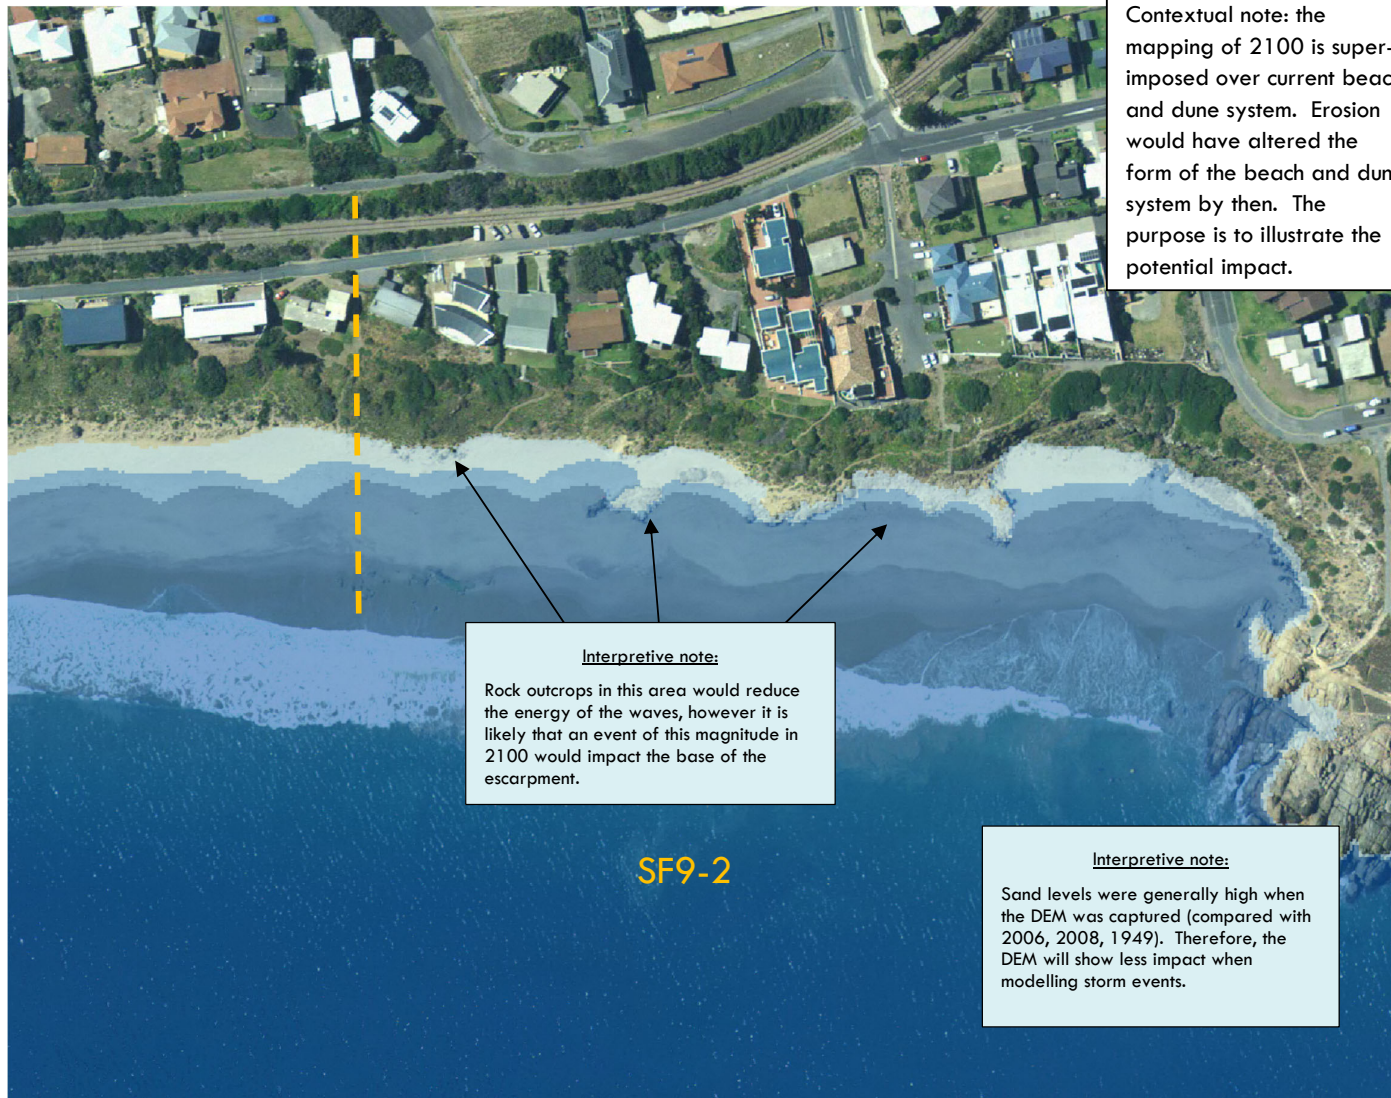 Contextual note: the
mapping of 2100 is super-
imposed over current beac
and dune system. Erosion
would have altered the
form of the beach and dun
system by then. The
purpose is to illustrate the
potential impact.
Interpretive note:
Rock outcrops in this area would reduce
the energy of the waves, however it is
likely that an event of this magnitude in
2100 would impact the base of the
escarpment.
SF9-2
Interpretive note:
Sand levels were generally high when
the DEM was captured (compared with
2006, 2008, 1949). Therefore, the
DEM will show less impact when
modelling storm events.